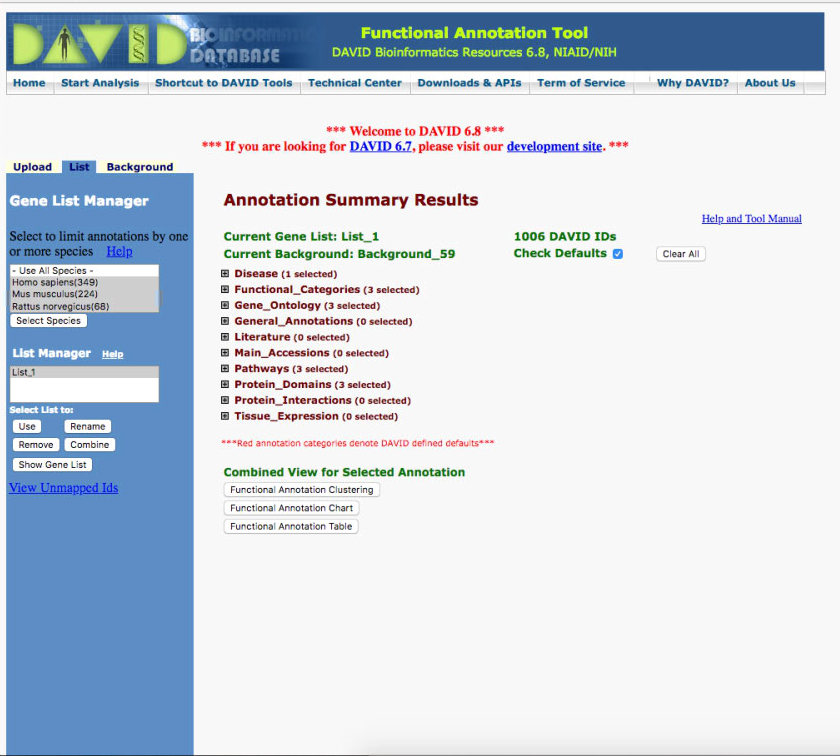 DAVID BIOINFORMATICS
DATABASE
Functional Annotation Tool
DAVID Bioinformatics Resources 6.8, NIAID/NIH
Home Start Analysis Shortcut to DAVID Tools Technical Center Downloads & APIs Term of Service Why DAVID? About Us
*** Welcome to DAVID 6.8 ***
*** If you are looking for DAVID 6.7, please visit our development site. ***
Upload List Background
Gene List Manager
Select to limit annotations by one
or more species Help
- Use All Species -
Homo sapiens(349)
Mus musculus(224)
Rattus norvegicus(68)
Select Species
List Manager Help
List_1
Select List to:
Use Rename
Remove Combine
Show Gene List
View Unmapped Ids
Annotation Summary Results
Help and Tool Manual
Current Gene List: List_1 1006 DAVID IDs
Current Background: Background_59 Check Defaults Clear All
Disease (1 selected)
Functional_Categories (3 selected)
Gene_Ontology (3 selected)
General_Annotations (0 selected)
Literature (0 selected)
Main_Accessions (0 selected)
Pathways (3 selected)
Protein_Domains (3 selected)
Protein_Interactions (0 selected)
Tissue_Expression (0 selected)
***Red annotation categories denote DAVID defined defaults***
Combined View for Selected Annotation
Functional Annotation Clustering
Functional Annotation Chart
Functional Annotation Table